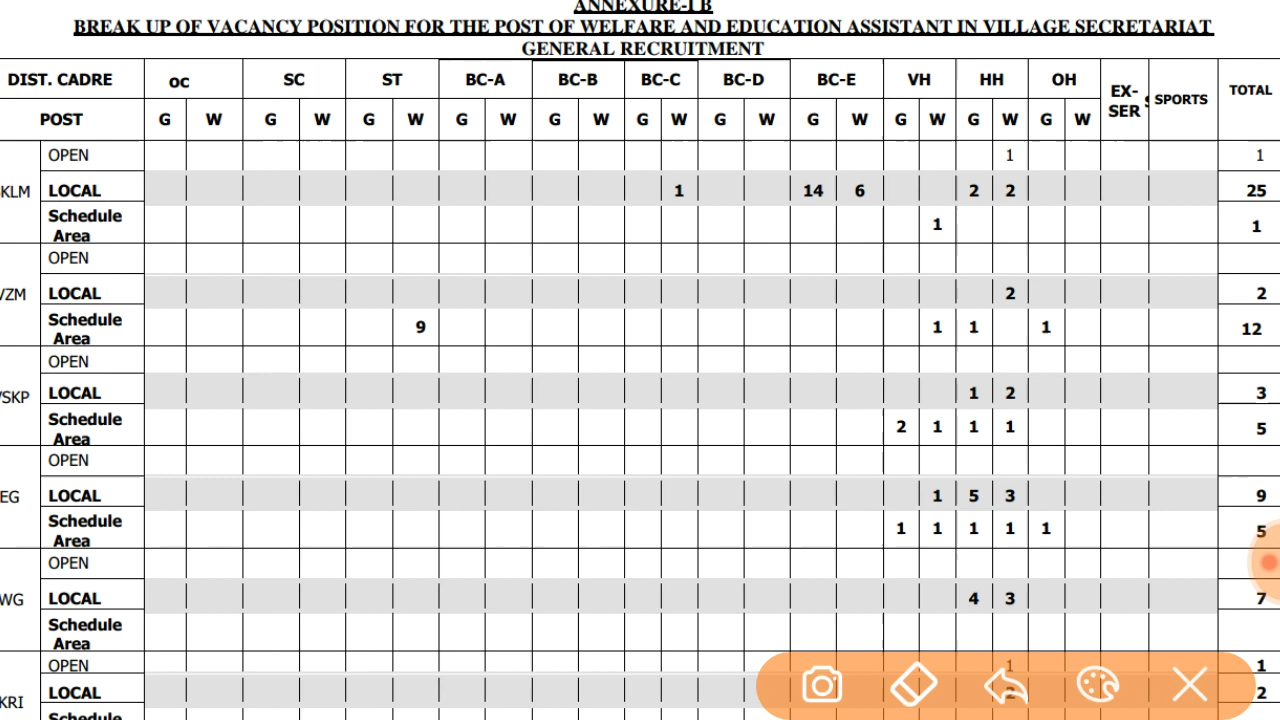 ANNEXURE-I B
BREAK UP OF VACANCY POSITION FOR THE POST OF WELFARE AND EDUCATION ASSISTANT IN VILLAGE SECRETARIAT
GENERAL RECRUITMENT
DIST. CADRE OC SC ST BC-A BC-B BC-C BC-D BC-E VH HH OH EX-SER SPORTS TOTAL
POST G W G W G W G W G W G W G W G W G W G W G W
OPEN 1 1
KLM LOCAL 1 14 6 2 2 25
Schedule Area 1 1
OPEN
VZM LOCAL 2 2
Schedule Area 9 1 1 1 12
OPEN
VSKP LOCAL 1 2 3
Schedule Area 2 1 1 1 5
OPEN
EG LOCAL 1 5 3 9
Schedule Area 1 1 1 1 1 5
OPEN
WG LOCAL 4 3 7
Schedule Area
OPEN 1 1
KRI LOCAL 2 2
Schedule